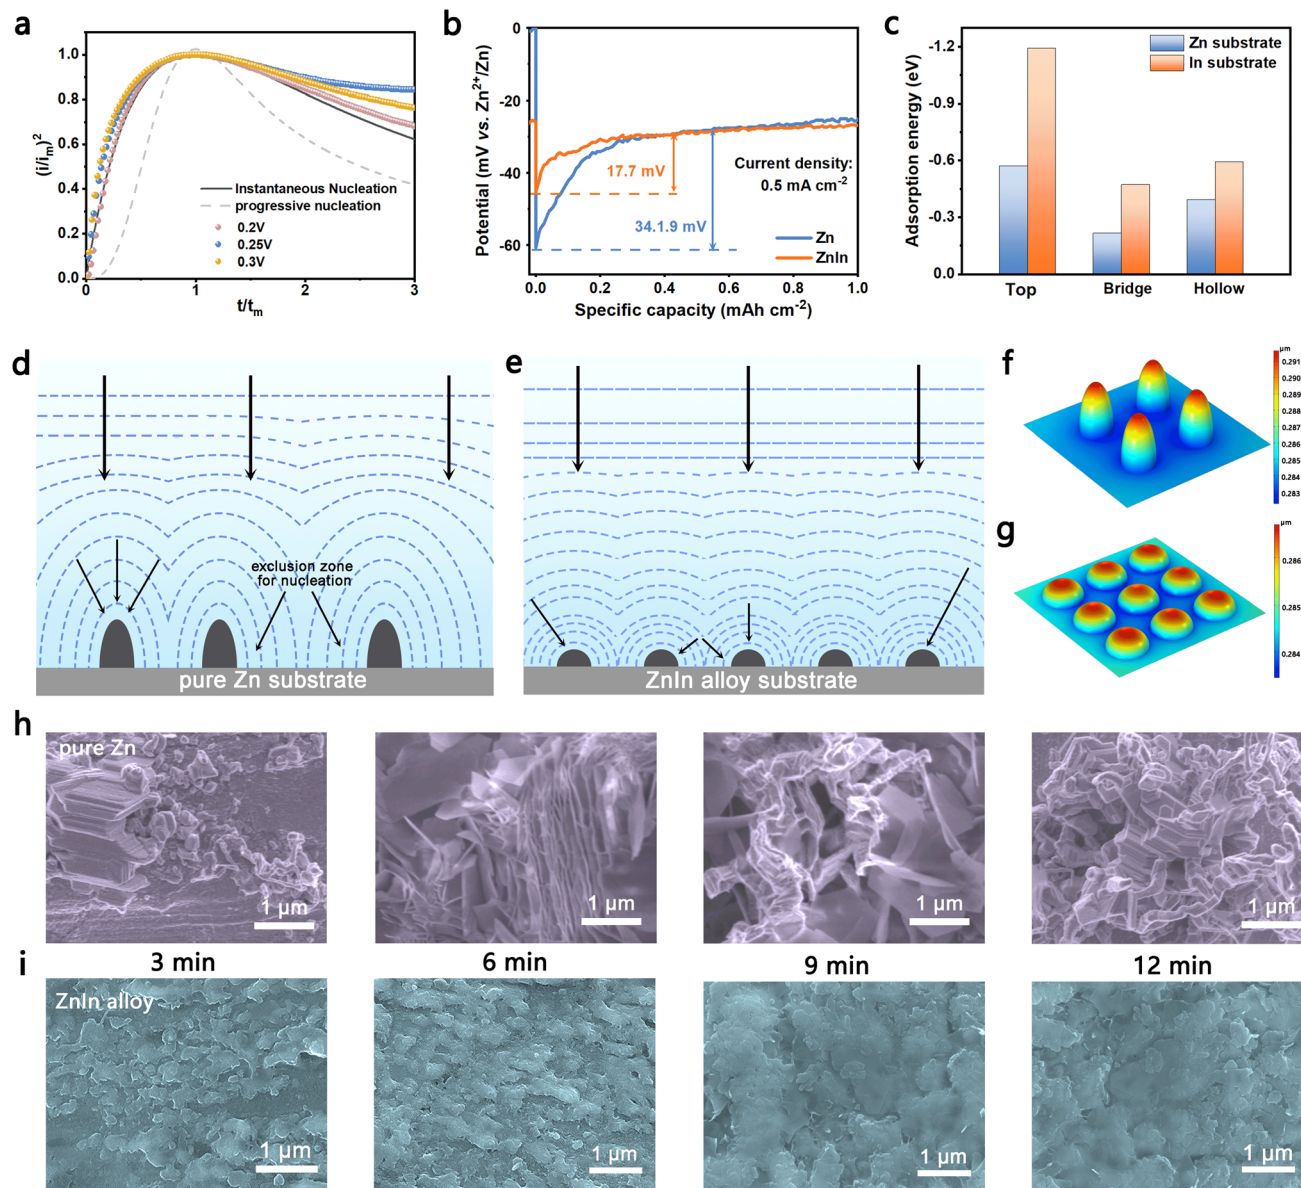 a
(i/iₘ)²
1.0
0.8
0.6
0.4
0.2
0.0
Instantaneous Nucleation
progressive nucleation
0.2V
0.25V
0.3V
0
1
2
3
t/tₘ
b
Potential (mV vs. Zn²⁺/Zn)
0
-20
-40
-60
17.7 mV
34.1.9 mV
Current density:
0.5 mA cm⁻²
Zn
ZnIn
0.0
0.2
0.4
0.6
0.8
1.0
Specific capacity (mAh cm⁻²)
c
Adsorption energy (eV)
-1.2
-0.9
-0.6
-0.3
0.0
Zn substrate
In substrate
Top
Bridge
Hollow
d
exclusion zone
for nucleation
pure Zn substrate
e
ZnIn alloy substrate
f
μm
0.291
0.290
0.289
0.288
0.287
0.286
0.285
0.284
0.283
g
μm
0.286
0.285
0.284
h
pure Zn
1 μm
1 μm
1 μm
1 μm
3 min
6 min
9 min
12 min
i
ZnIn alloy
1 μm
1 μm
1 μm
1 μm